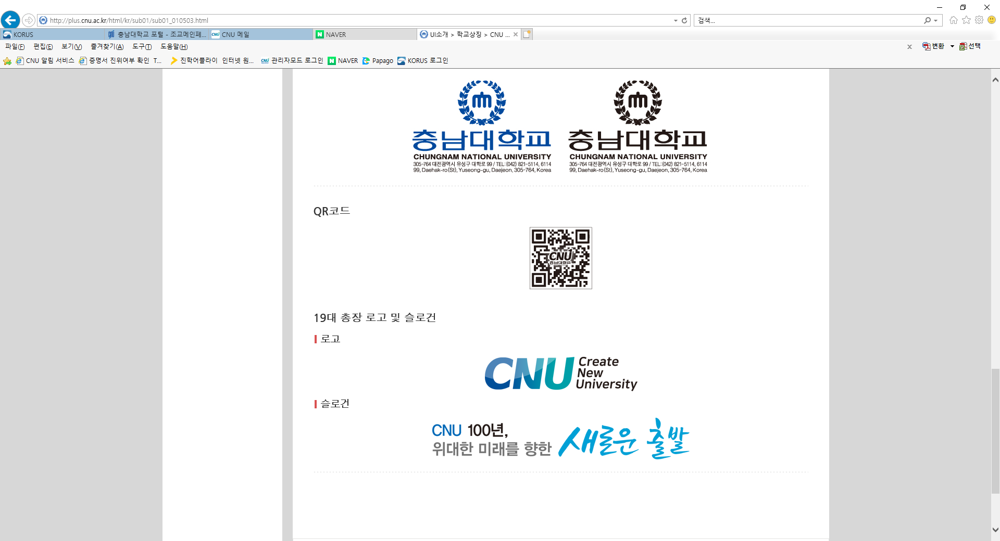 http://plus.cnu.ac.kr/html/kr/sub01/sub01_010503.html
검색...
KORUS
충남대학교 포털 - 조교메인페...
CNU 메일
NAVER
UI소개 > 학교상징 > CNU ...
파일(F) 편집(E) 보기(V) 즐겨찾기(A) 도구(T) 도움말(H)
x 변환 선택
CNU 알림 서비스 증명서 진위여부 확인 T... 진학어플라이 인터넷 원... 관리자모드 로그인 NAVER Papago KORUS 로그인
충남대학교
CHUNGNAM NATIONAL UNIVERSITY
305-764 대전광역시 유성구 대학로 99 / TEL:(042) 821-5114, 6114
99, Daehak-ro(St), Yuseong-gu, Daejeon, 305-764, Korea
충남대학교
CHUNGNAM NATIONAL UNIVERSITY
305-764 대전광역시 유성구 대학로 99 / TEL:(042) 821-5114, 6114
99, Daehak-ro(St), Yuseong-gu, Daejeon, 305-764, Korea
QR코드
CNU
충남대학교
19대 총장 로고 및 슬로건
로고
CNU
Create
New
University
슬로건
CNU 100년,
위대한 미래를 향한 새로운 출발